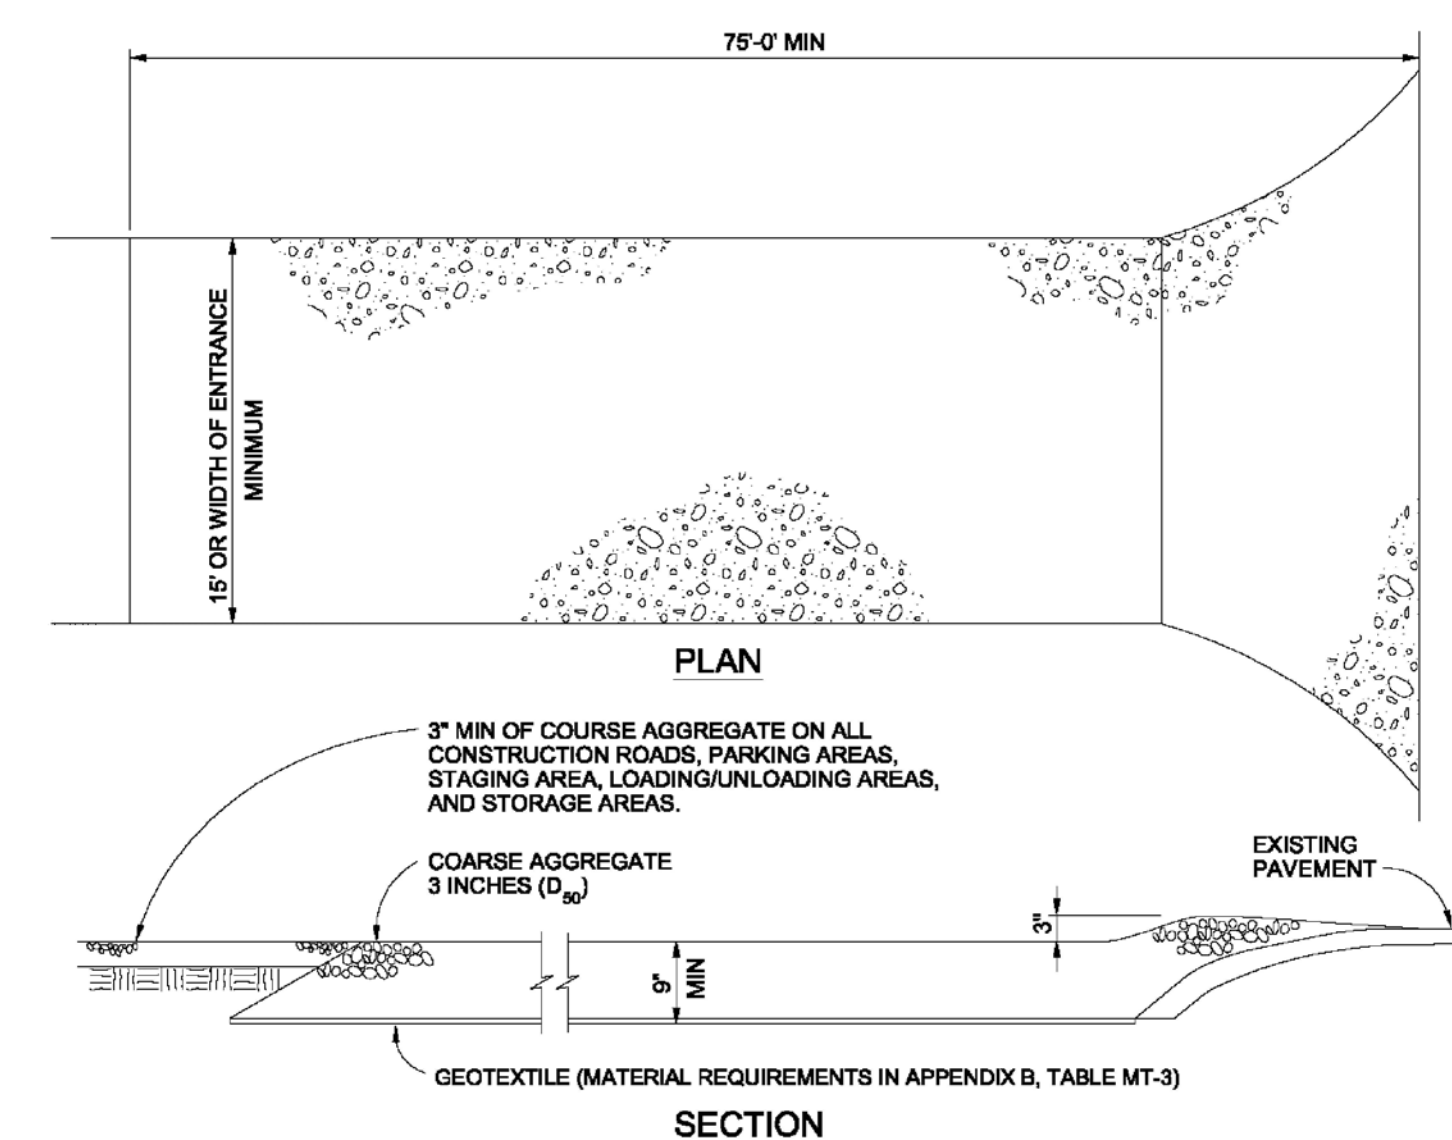 75'-0' MIN
15' OR WIDTH OF ENTRANCE
MINIMUM
PLAN
3" MIN OF COURSE AGGREGATE ON ALL
CONSTRUCTION ROADS, PARKING AREAS,
STAGING AREA, LOADING/UNLOADING AREAS,
AND STORAGE AREAS.
COARSE AGGREGATE
3 INCHES (D50)
EXISTING
PAVEMENT
3"
9"
MIN
GEOTEXTILE (MATERIAL REQUIREMENTS IN APPENDIX B, TABLE MT-3)
SECTION